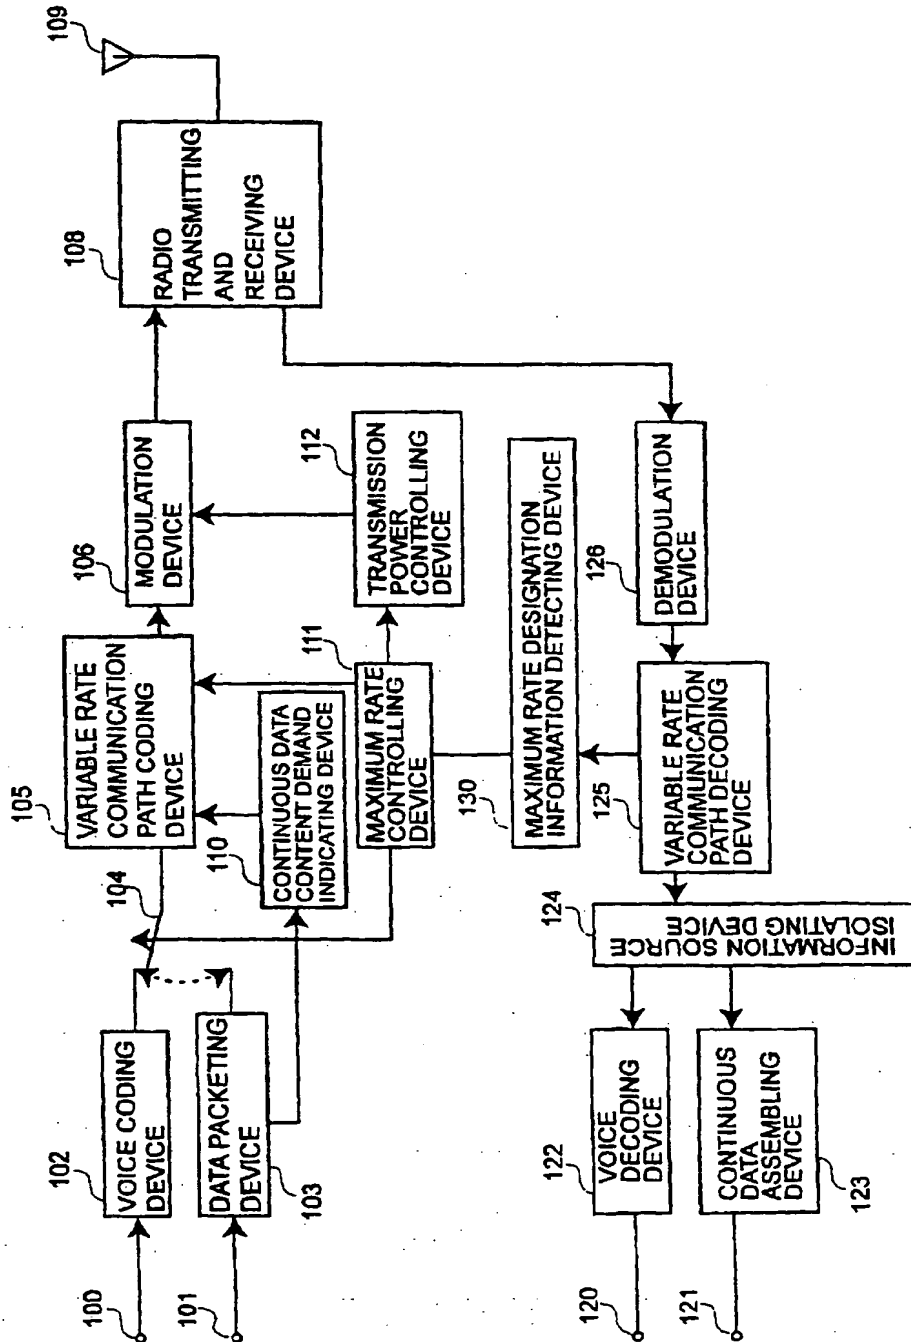 100
101
102
VOICE CODING
DEVICE
DATA PACKETING
DEVICE
103
104
105
VARIABLE RATE
COMMUNICATION
PATH CODING
DEVICE
106
MODULATION
DEVICE
108
RADIO
TRANSMITTING
AND
RECEIVING
DEVICE
109
110
CONTINUOUS DATA
CONTENT DEMAND
INDICATING DEVICE
111
MAXIMUM RATE
CONTROLLING
DEVICE
112
TRANSMISSION
POWER
CONTROLLING
DEVICE
130
MAXIMUM RATE DESIGNATION
INFORMATION DETECTING DEVICE
120
121
122
VOICE
DECODING
DEVICE
CONTINUOUS
DATA
ASSEMBLING
DEVICE
123
124
INFORMATION SOURCE
ISOLATING DEVICE
125
VARIABLE RATE
COMMUNICATION
PATH DECODING
DEVICE
126
DEMODULATION
DEVICE